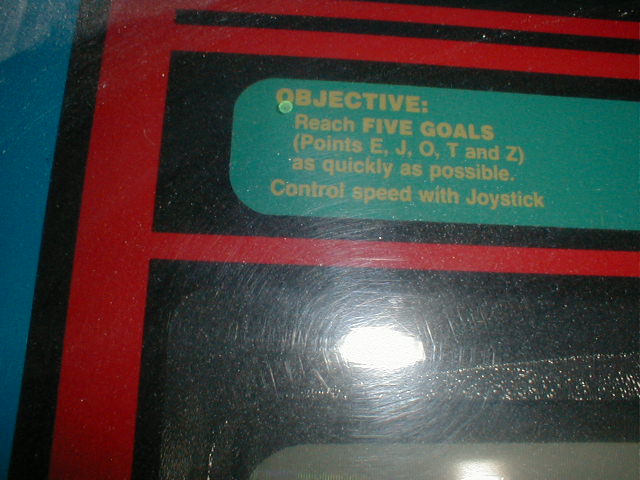 OBJECTIVE:
Reach FIVE GOALS
(Points E, J, O, T and Z)
as quickly as possible.
Control speed with Joystick